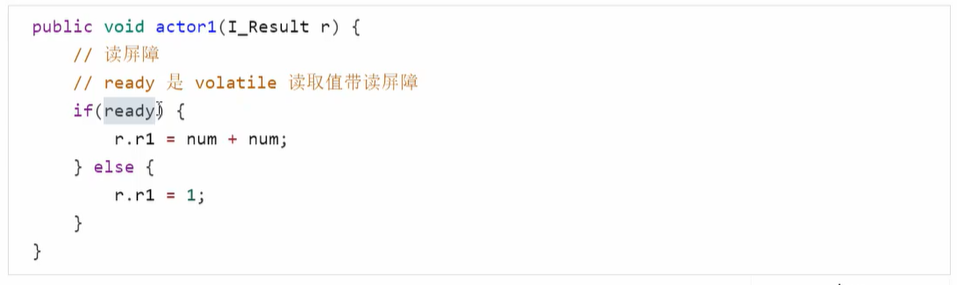 public void actor1(I_Result r) {
// 读屏障
// ready 是 volatile 读取值带读屏障
if(ready) {
r.r1 = num + num;
} else {
r.r1 = 1;
}
}